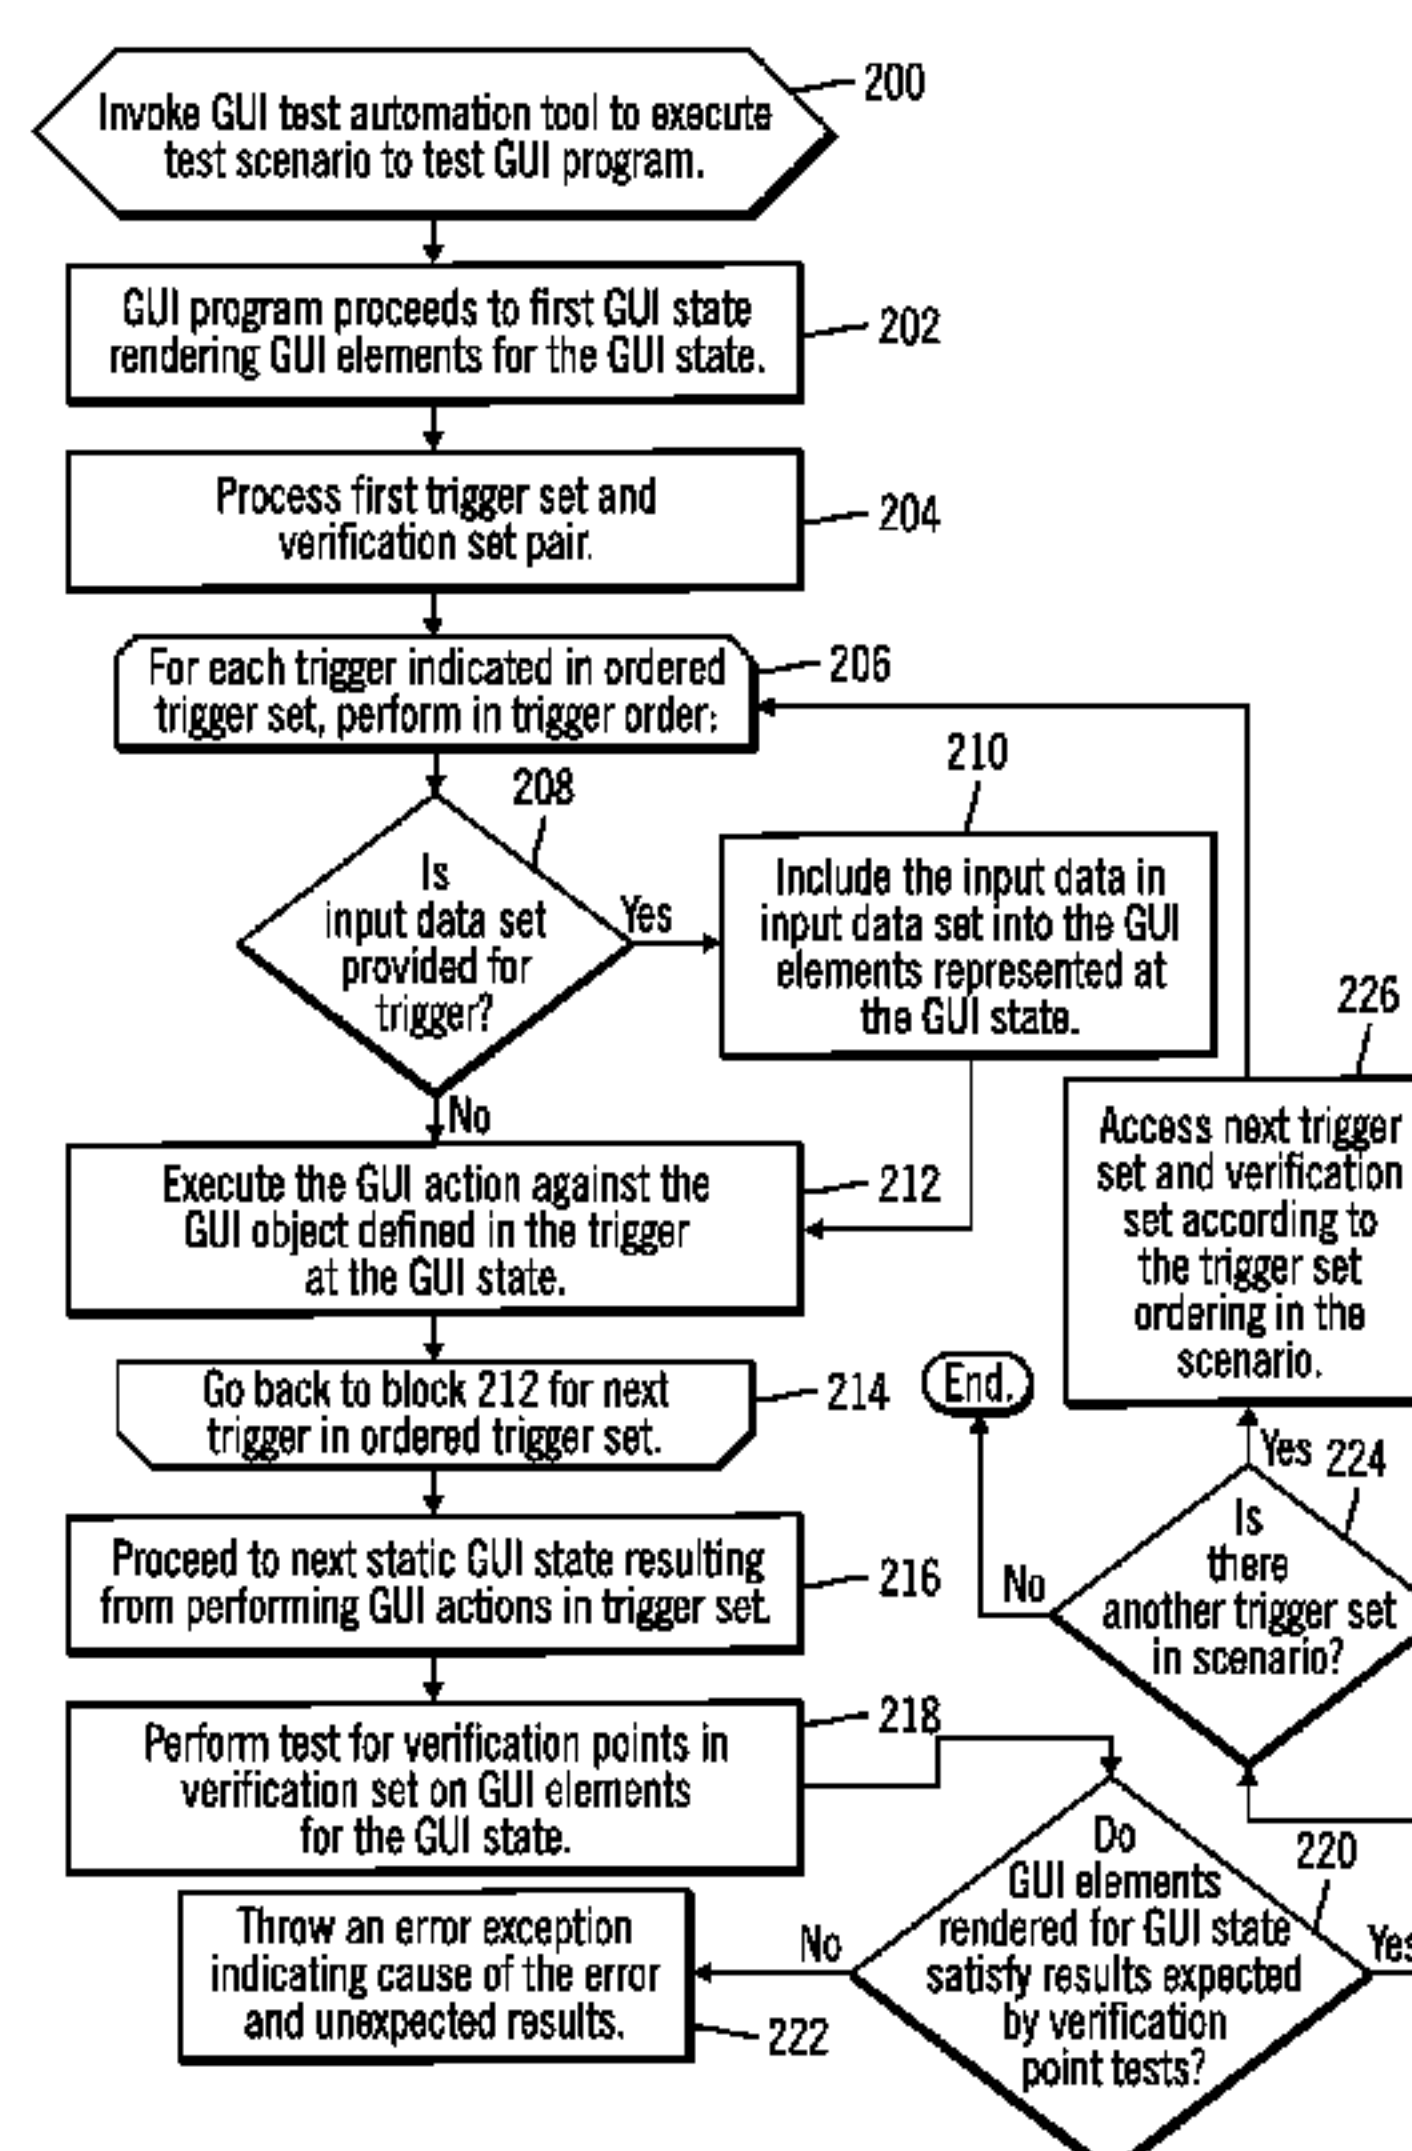 200
Invoke GUI test automation tool to execute
test scenario to test GUI program.
GUI program proceeds to first GUI state
rendering GUI elements for the GUI state.
202
Process first trigger set and
verification set pair.
204
For each trigger indicated in ordered
trigger set, perform in trigger order:
206
208
Is
input data set
provided for
trigger?
Yes
No
210
Include the input data in
input data set into the GUI
elements represented at
the GUI state.
Execute the GUI action against the
GUI object defined in the trigger
at the GUI state.
212
Go back to block 212 for next
trigger in ordered trigger set.
214
Proceed to next static GUI state resulting
from performing GUI actions in trigger set.
216
Perform test for verification points in
verification set on GUI elements
for the GUI state.
218
220
Do
GUI elements
rendered for GUI state
satisfy results expected
by verification
point tests?
No
Yes
Throw an error exception
indicating cause of the error
and unexpected results.
222
224
Is
there
another trigger set
in scenario?
Yes
No
End.
226
Access next trigger
set and verification
set according to
the trigger set
ordering in the
scenario.